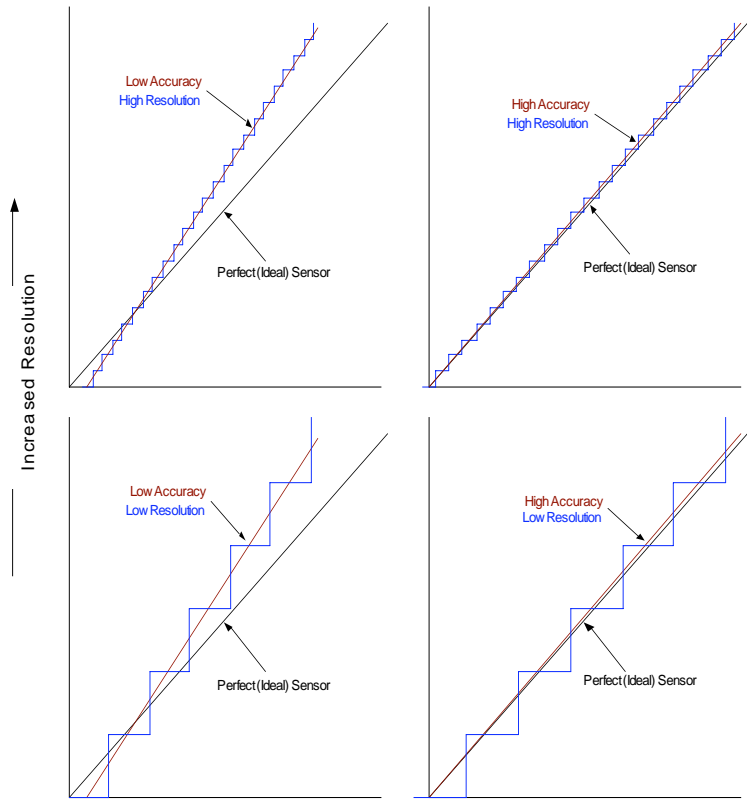 Low Accuracy
High Resolution
Perfect (Ideal) Sensor
High Accuracy
High Resolution
Perfect (Ideal) Sensor
Increased Resolution
Low Accuracy
Low Resolution
Perfect (Ideal) Sensor
High Accuracy
Low Resolution
Perfect (Ideal) Sensor